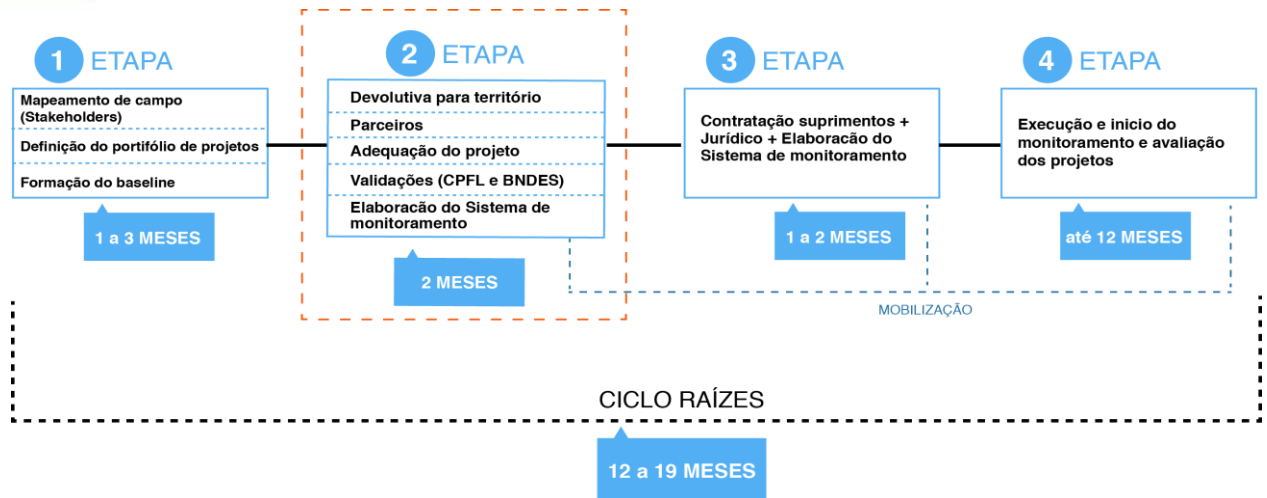 1 ETAPA
Mapeamento de campo
(Stakeholders)
Definição do portifólio de projetos
Formação do baseline
1 a 3 MESES
2 ETAPA
Devolutiva para território
Parceiros
Adequação do projeto
Validações (CPFL e BNDES)
Elaboracão do Sistema de
monitoramento
2 MESES
3 ETAPA
Contratação suprimentos +
Jurídico + Elaboracão do
Sistema de monitoramento
1 a 2 MESES
4 ETAPA
Execução e inicio do
monitoramento e avaliação
dos projetos
até 12 MESES
MOBILIZAÇÃO
CICLO RAÍZES
12 a 19 MESES